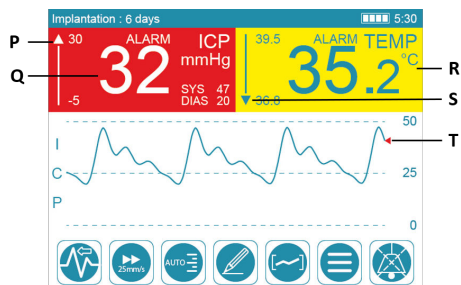 Implantation : 6 days 5:30
P 30 ALARM ICP 39.5 ALARM TEMP
Q 32 mmHg 35.2 °C R
-5 SYS 47 36.0 S
DIAS 20
50
T
I
C 25
P
0
25mm/s AUTO